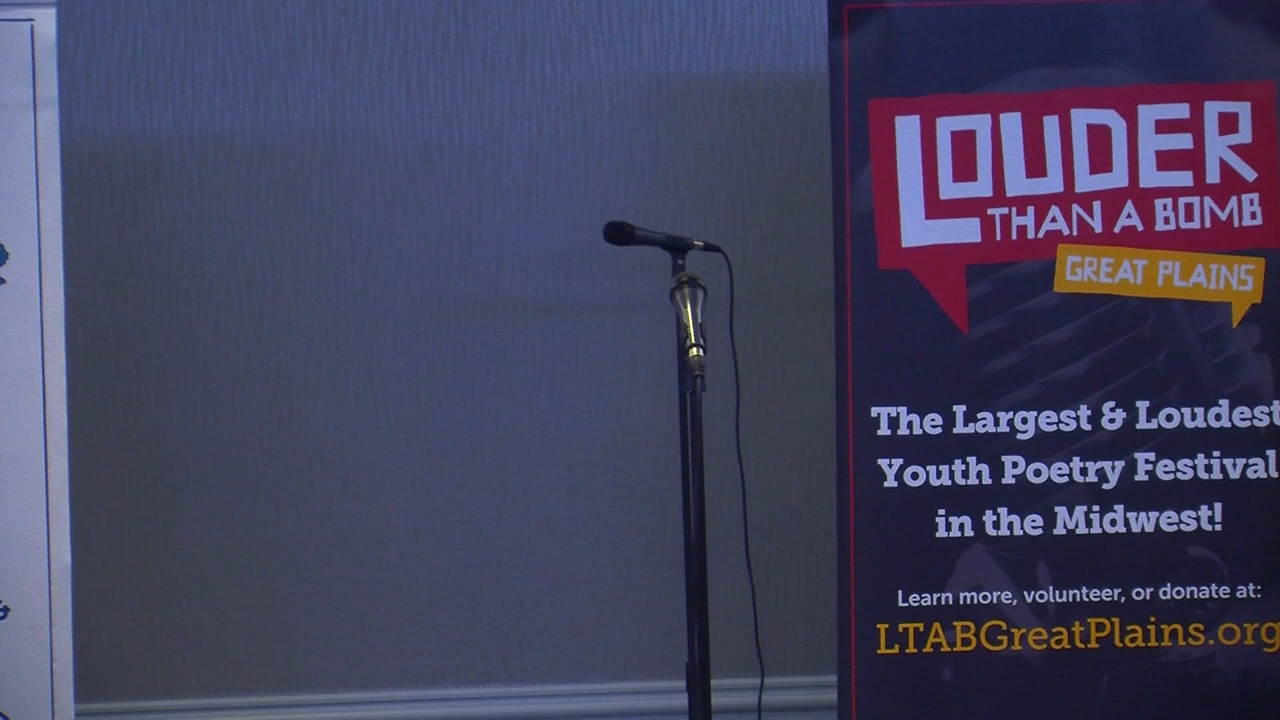 LOUDER
THAN A BOMB
GREAT PLAINS
The Largest & Loudest
Youth Poetry Festival
in the Midwest!
Learn more, volunteer, or donate at:
LTABGreatPlains.org